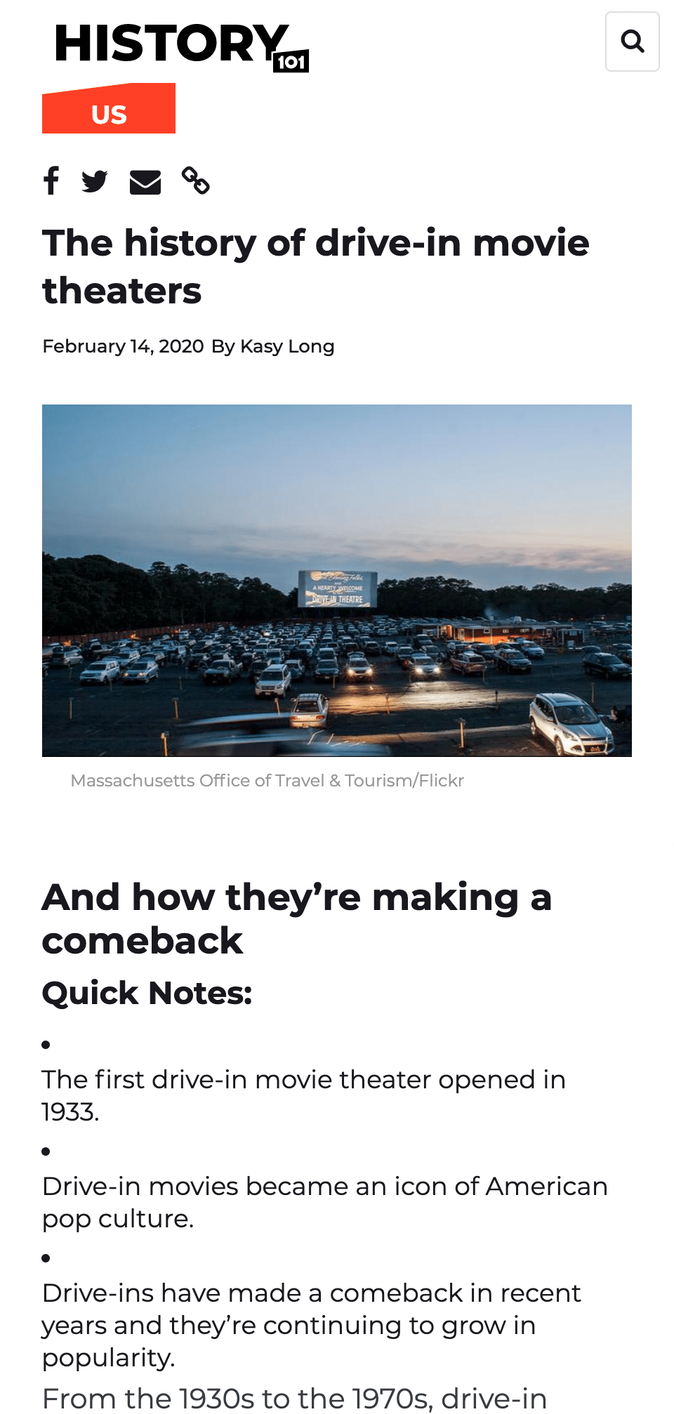 HISTORY
101
US
The history of drive-in movie
theaters
February 14, 2020 By Kasy Long
A HEARTY WELCOME
DRIVE-IN THEATRE
Massachusetts Office of Travel & Tourism/Flickr
And how they’re making a
comeback
Quick Notes:
•
The first drive-in movie theater opened in
1933.
•
Drive-in movies became an icon of American
pop culture.
•
Drive-ins have made a comeback in recent
years and they’re continuing to grow in
popularity.
From the 1930s to the 1970s, drive-in